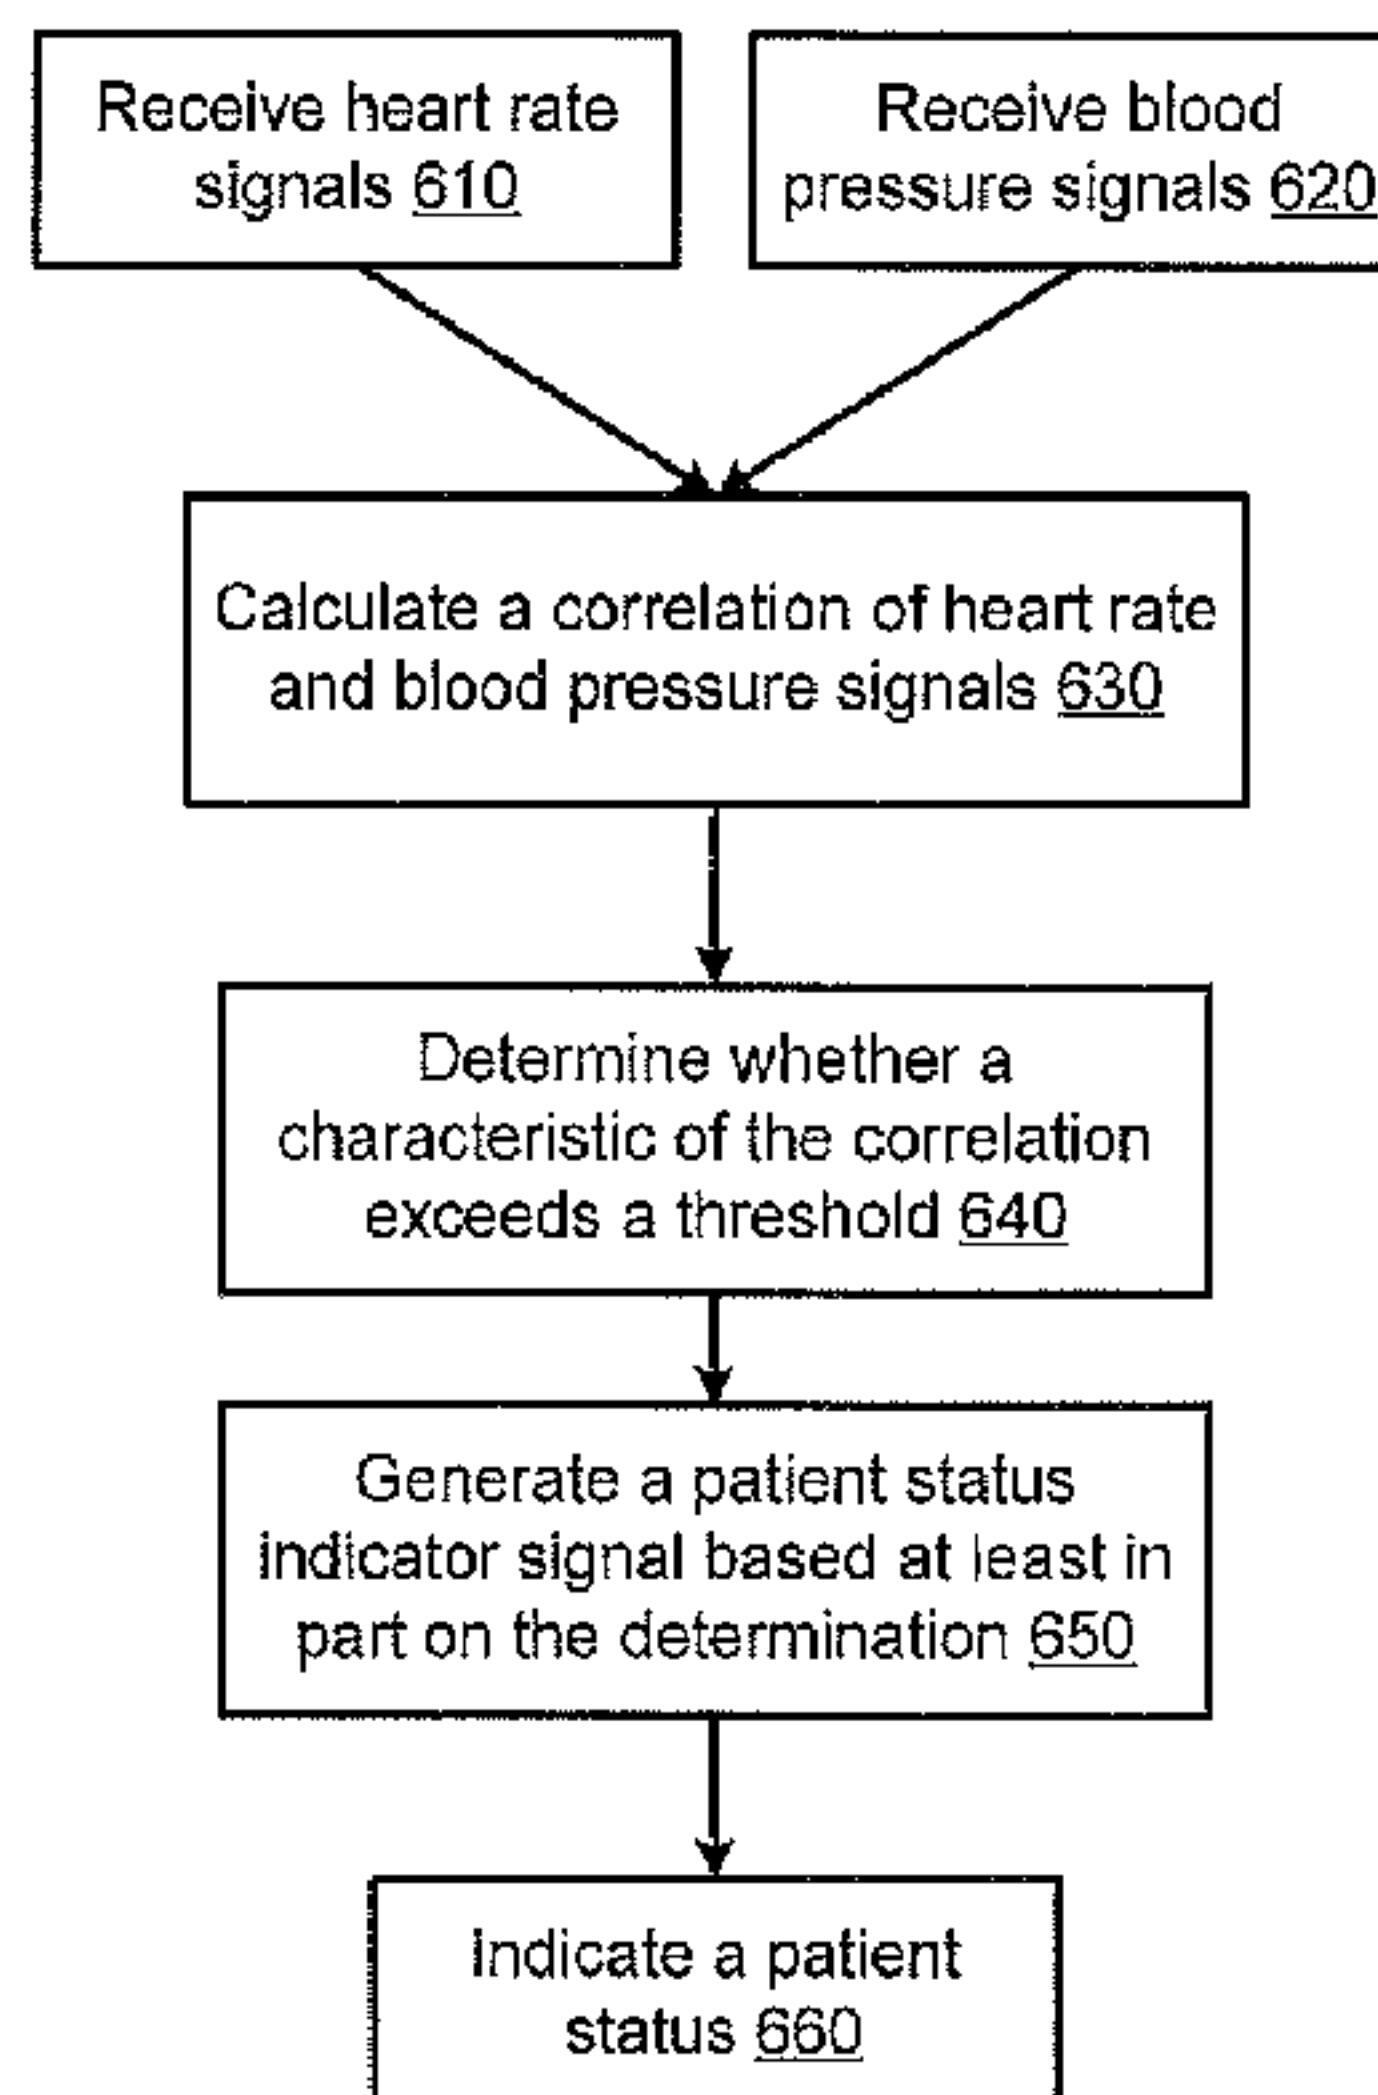 Receive heart rate
signals 610
Receive blood
pressure signals 620
Calculate a correlation of heart rate
and blood pressure signals 630
Determine whether a
characteristic of the correlation
exceeds a threshold 640
Generate a patient status
indicator signal based at least in
part on the determination 650
Indicate a patient
status 660